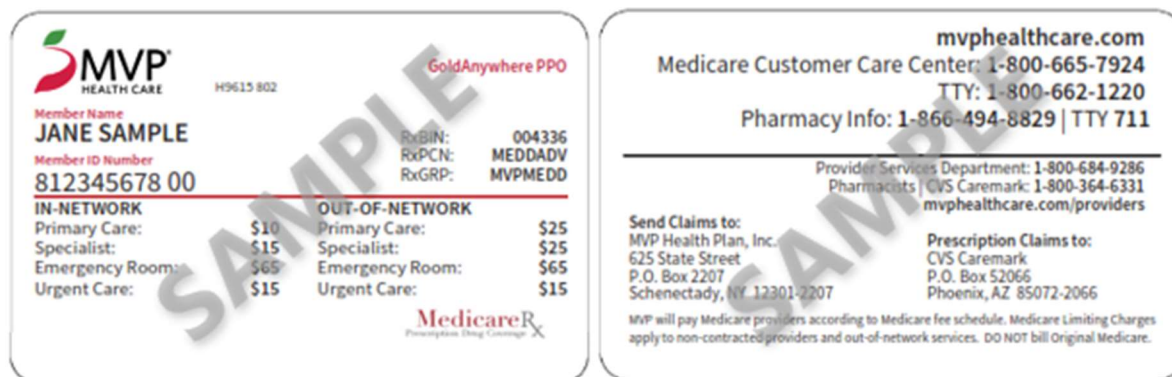 MVP®
HEALTH CARE
H9615 802
GoldAnywhere PPO
Member Name
JANE SAMPLE
Member ID Number
812345678 00
RxBIN: 004336
RxPCN: MEDDADV
RxGRP: MVPMEDD
IN-NETWORK
Primary Care: $10
Specialist: $15
Emergency Room: $65
Urgent Care: $15
OUT-OF-NETWORK
Primary Care: $25
Specialist: $25
Emergency Room: $65
Urgent Care: $15
MedicareRx
Prescription Drug Coverage
SAMPLE
mvphealthcare.com
Medicare Customer Care Center: 1-800-665-7924
TTY: 1-800-662-1220
Pharmacy Info: 1-866-494-8829 | TTY 711
Provider Services Department: 1-800-684-9286
Pharmacists | CVS Caremark: 1-800-364-6331
mvphealthcare.com/providers
Send Claims to:
MVP Health Plan, Inc.
625 State Street
P.O. Box 2207
Schenectady, NY 12301-2207
Prescription Claims to:
CVS Caremark
P.O. Box 52066
Phoenix, AZ 85072-2066
MVP will pay Medicare providers according to Medicare fee schedule. Medicare Limiting Charges
apply to non-contracted providers and out-of-network services. DO NOT bill Original Medicare.
SAMPLE